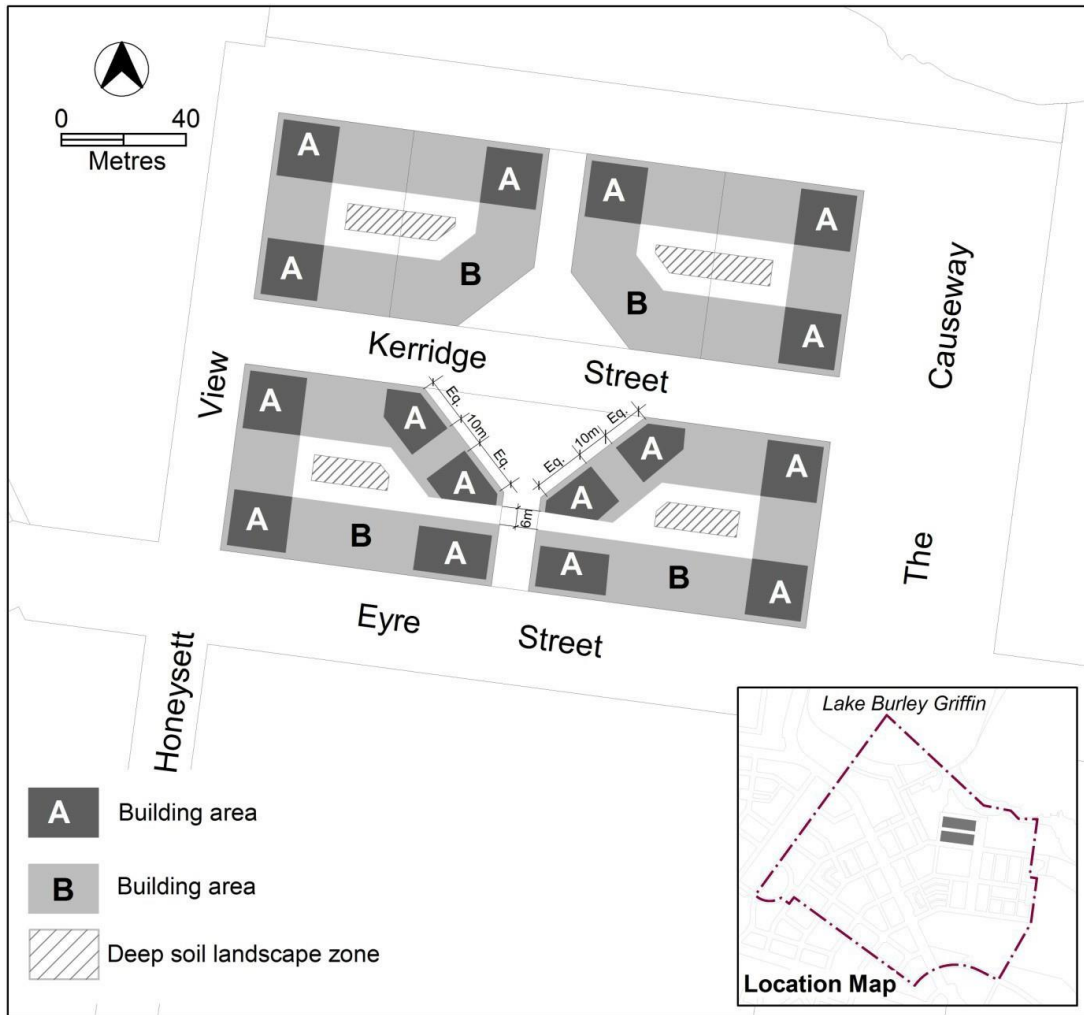 0 40
Metres
A
A
A
A
A
A
B
B
A
A
Causeway
Kerridge
Street
View
Eq.
10m
Eq.
Eq.
10m
Eq.
A
A
A
A
A
A
A
A
A
A
A
A
B
B
6m
The
Eyre
Street
Honeysett
A Building area
B Building area
Deep soil landscape zone
Lake Burley Griffin
Location Map